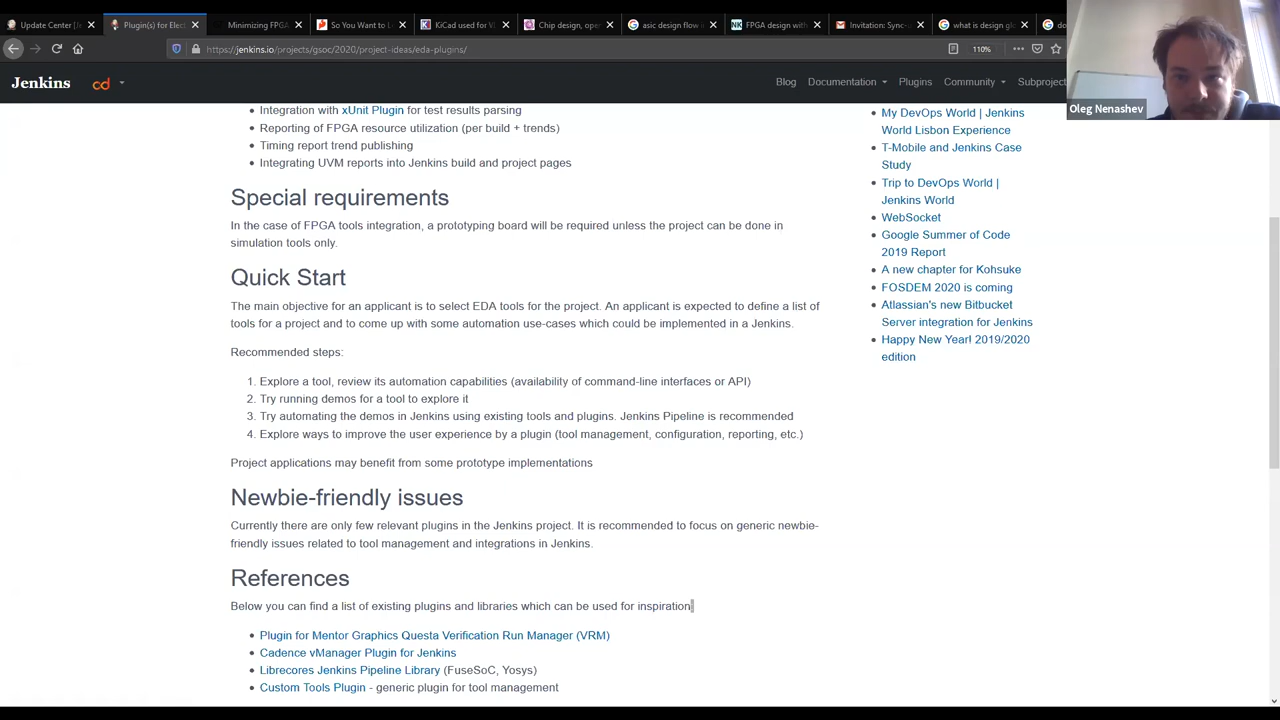 Update Center [Je
Plugin(s) for Elect
Minimizing FPGA
So You Want to L
KiCad used for V
Chip design, open
asic design flow i
FPGA design with
Invitation: Sync-
what is design glo
do
https://jenkins.io/projects/gsoc/2020/project-ideas/eda-plugins/
110%
Jenkins
cd
Blog
Documentation
Plugins
Community
Subproject
Oleg Nenashev
Integration with xUnit Plugin for test results parsing
Reporting of FPGA resource utilization (per build + trends)
Timing report trend publishing
Integrating UVM reports into Jenkins build and project pages
Special requirements
In the case of FPGA tools integration, a prototyping board will be required unless the project can be done in
simulation tools only.
Quick Start
The main objective for an applicant is to select EDA tools for the project. An applicant is expected to define a list of
tools for a project and to come up with some automation use-cases which could be implemented in a Jenkins.
Recommended steps:
1. Explore a tool, review its automation capabilities (availability of command-line interfaces or API)
2. Try running demos for a tool to explore it
3. Try automating the demos in Jenkins using existing tools and plugins. Jenkins Pipeline is recommended
4. Explore ways to improve the user experience by a plugin (tool management, configuration, reporting, etc.)
Project applications may benefit from some prototype implementations
Newbie-friendly issues
Currently there are only few relevant plugins in the Jenkins project. It is recommended to focus on generic newbie-
friendly issues related to tool management and integrations in Jenkins.
References
Below you can find a list of existing plugins and libraries which can be used for inspiration
Plugin for Mentor Graphics Questa Verification Run Manager (VRM)
Cadence vManager Plugin for Jenkins
Librecores Jenkins Pipeline Library (FuseSoC, Yosys)
Custom Tools Plugin - generic plugin for tool management
My DevOps World | Jenkins
World Lisbon Experience
T-Mobile and Jenkins Case
Study
Trip to DevOps World |
Jenkins World
WebSocket
Google Summer of Code
2019 Report
A new chapter for Kohsuke
FOSDEM 2020 is coming
Atlassian's new Bitbucket
Server integration for Jenkins
Happy New Year! 2019/2020
edition